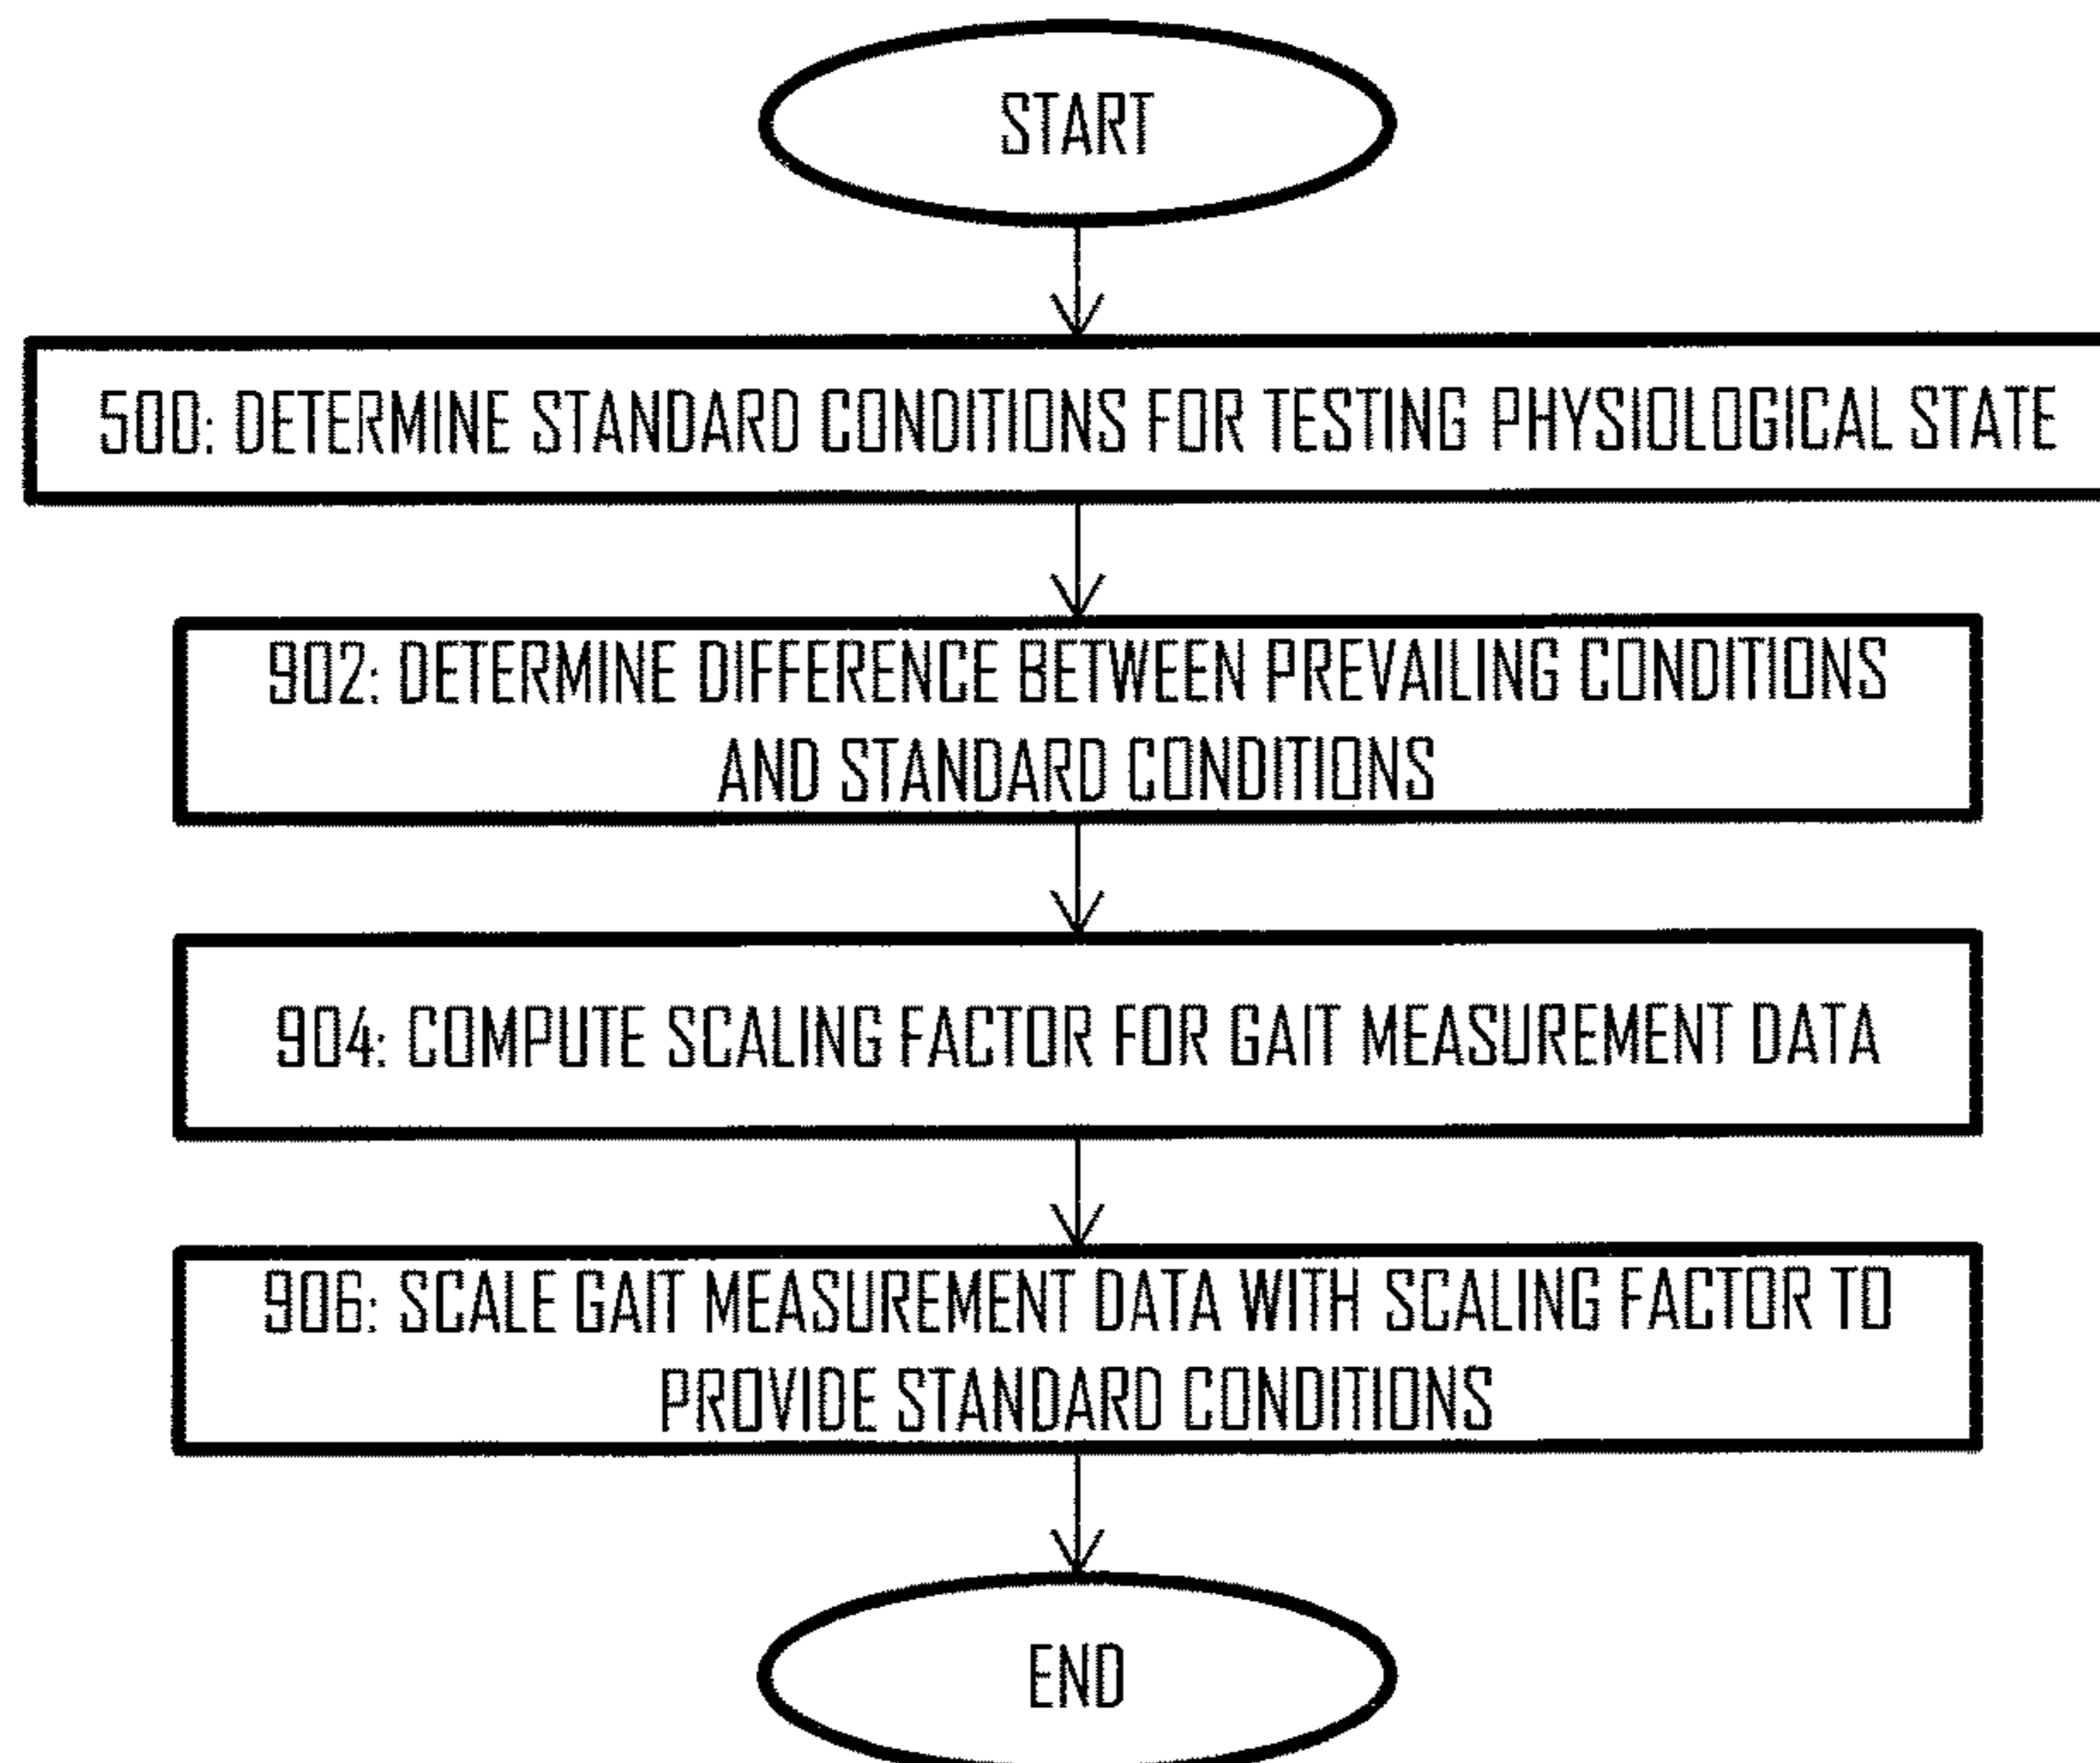 START
500: DETERMINE STANDARD CONDITIONS FOR TESTING PHYSIOLOGICAL STATE
902: DETERMINE DIFFERENCE BETWEEN PREVAILING CONDITIONS
AND STANDARD CONDITIONS
904: COMPUTE SCALING FACTOR FOR GAIT MEASUREMENT DATA
906: SCALE GAIT MEASUREMENT DATA WITH SCALING FACTOR TO
PROVIDE STANDARD CONDITIONS
END